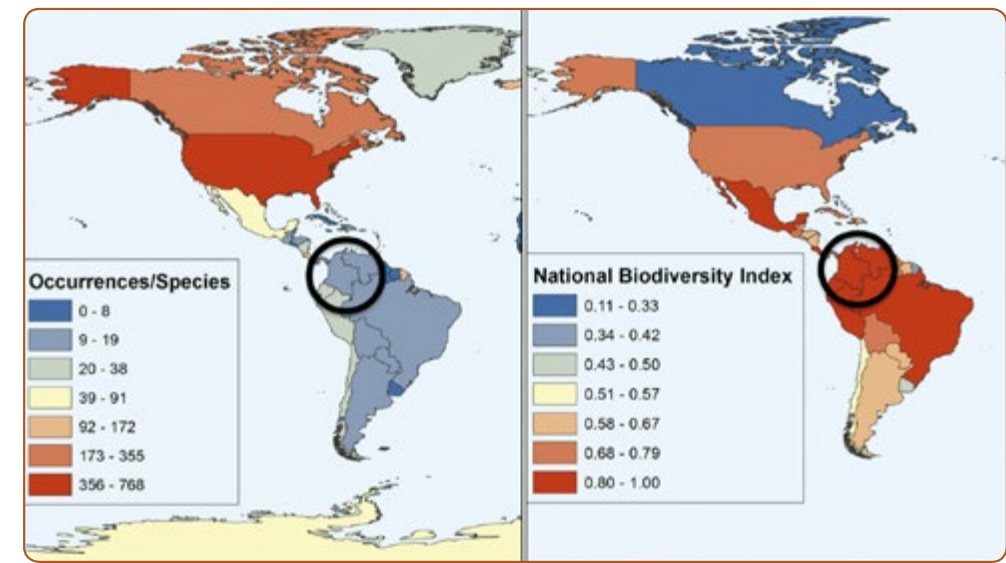 Occurrences/Species
0 - 8
9 - 19
20 - 38
39 - 91
92 - 172
173 - 355
356 - 768
National Biodiversity Index
0.11 - 0.33
0.34 - 0.42
0.43 - 0.50
0.51 - 0.57
0.58 - 0.67
0.68 - 0.79
0.80 - 1.00